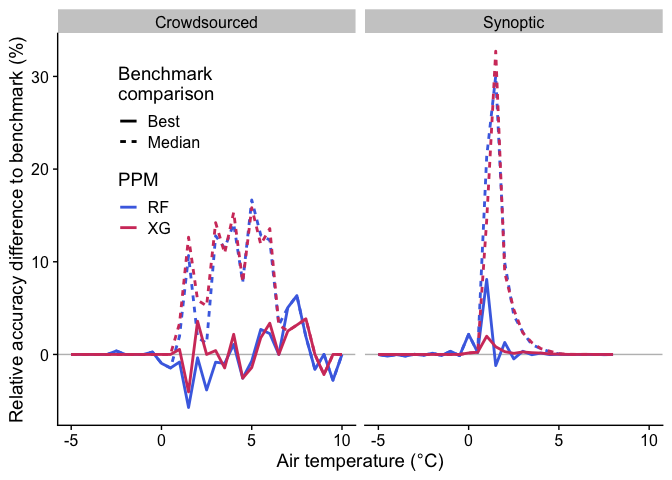 Crowdsourced
Synoptic
Relative accuracy difference to benchmark (%)
30
20
10
0
Benchmark
comparison
Best
Median
PPM
RF
XG
-5
0
5
10
-5
0
5
10
Air temperature (°C)